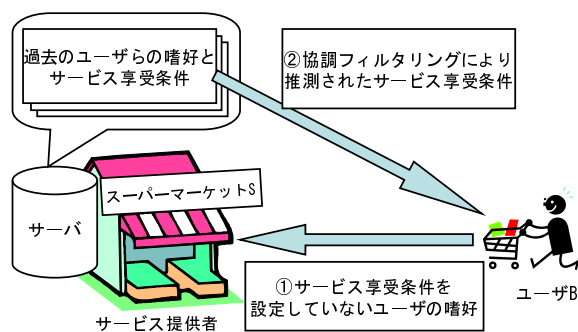 過去のユーザらの嗜好と
サービス享受条件
②協調フィルタリングにより
推測されたサービス享受条件
スーパーマーケットS
サーバ
①サービス享受条件を
設定していないユーザの嗜好
ユーザB
サービス提供者